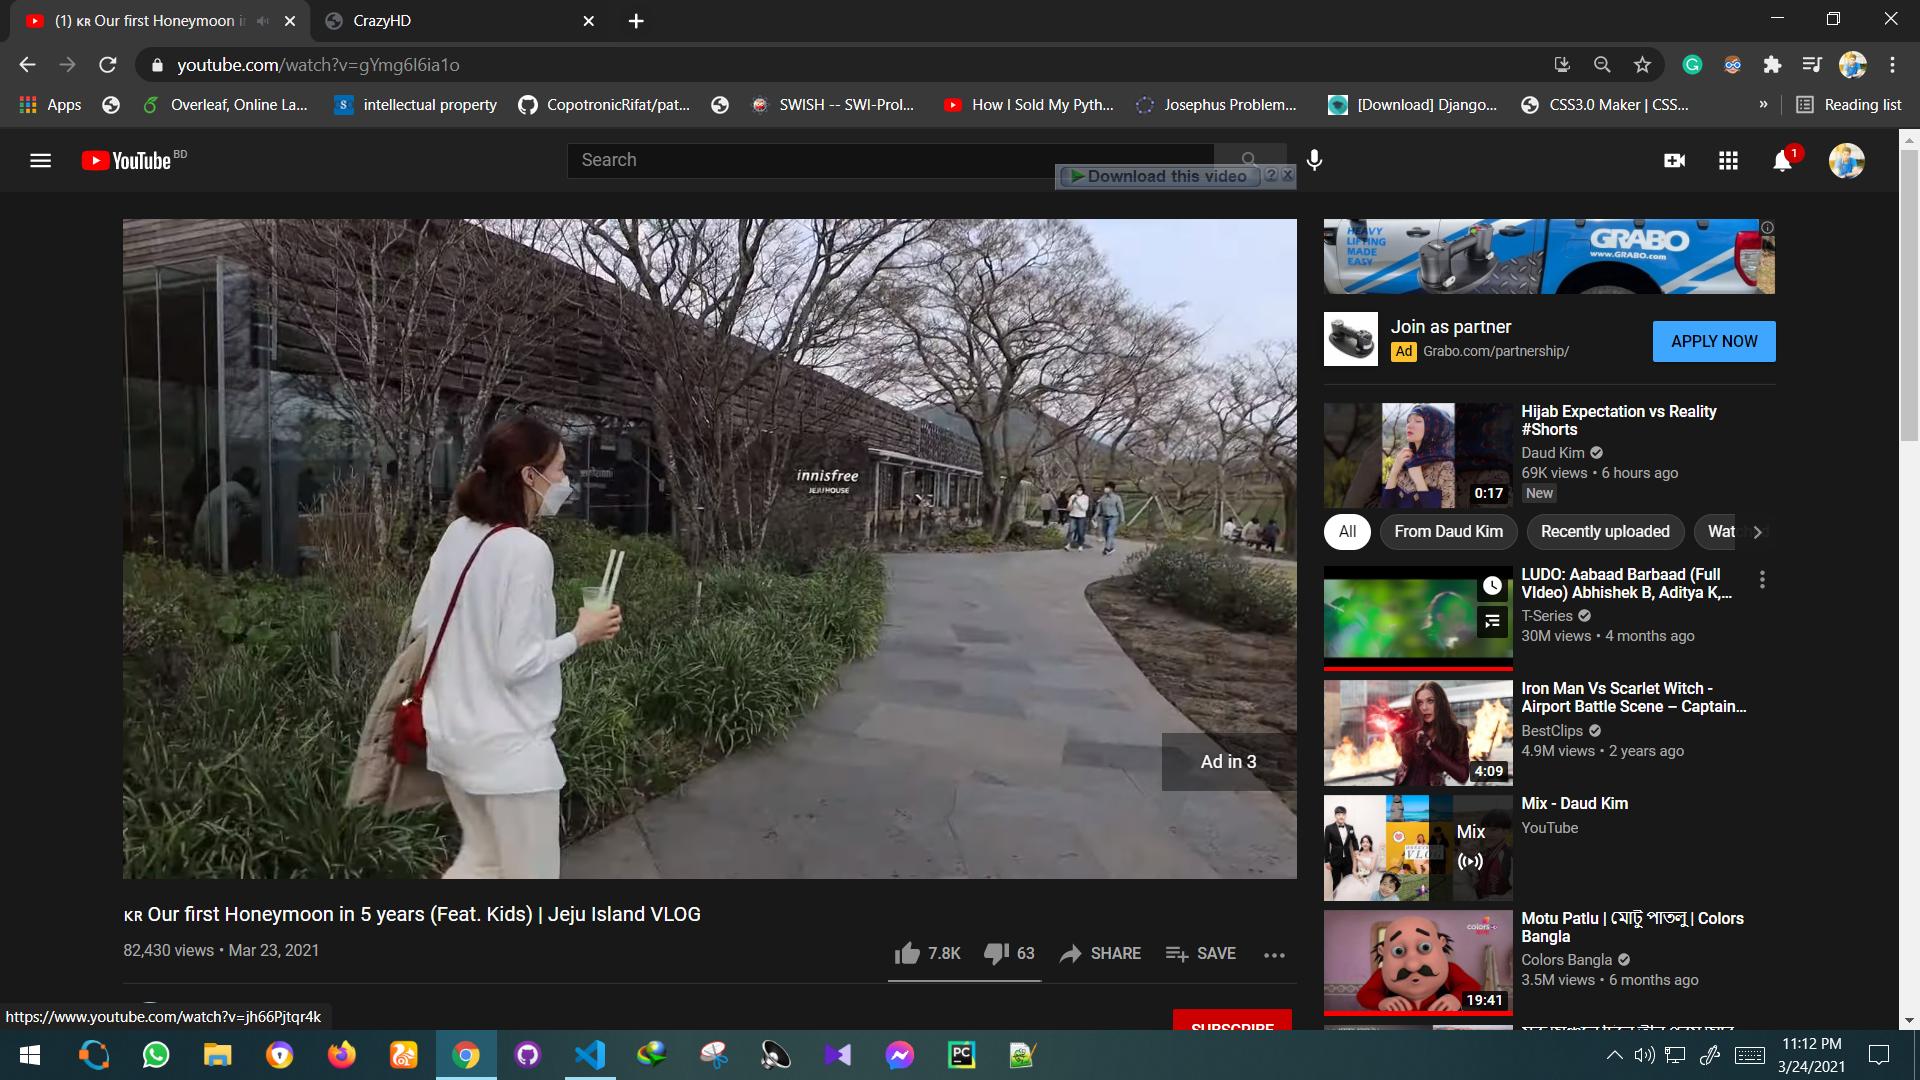 (1) ᴋʀ Our first Honeymoon i
CrazyHD
youtube.com/watch?v=gYmg6l6ia1o
Apps
Overleaf, Online La...
intellectual property
CopotronicRifat/pat...
SWISH -- SWI-Prol...
How I Sold My Pyth...
Josephus Problem...
[Download] Django...
CSS3.0 Maker | CSS...
»
Reading list
YouTube BD
Search
Download this video ? X
1
innisfree
JEJU HOUSE
Ad in 3
ᴋʀ Our first Honeymoon in 5 years (Feat. Kids) | Jeju Island VLOG
82,430 views • Mar 23, 2021
7.8K
63
SHARE
SAVE
SUBSCRIBE
HEAVY
LIFTING
MADE
EASY
GRABO
www.GRABO.com
Join as partner
Ad Grabo.com/partnership/
APPLY NOW
Hijab Expectation vs Reality
#Shorts
Daud Kim
69K views • 6 hours ago
New
0:17
All
From Daud Kim
Recently uploaded
LUDO: Aabaad Barbaad (Full
VIdeo) Abhishek B, Aditya K,...
T-Series
30M views • 4 months ago
Iron Man Vs Scarlet Witch -
Airport Battle Scene – Captain...
BestClips
4.9M views • 2 years ago
4:09
Mix - Daud Kim
YouTube
Mix
VLOG
Motu Patlu | মোটু পাতলু | Colors
Bangla
Colors Bangla
3.5M views • 6 months ago
colors
19:41
https://www.youtube.com/watch?v=jh66Pjtqr4k
PC
11:12 PM
3/24/2021